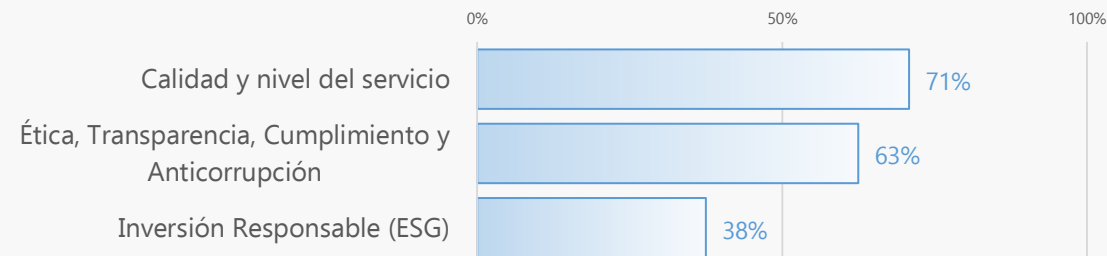 0% 50% 100%
Calidad y nivel del servicio 71%
Ética, Transparencia, Cumplimiento y
Anticorrupción 63%
Inversión Responsable (ESG) 38%